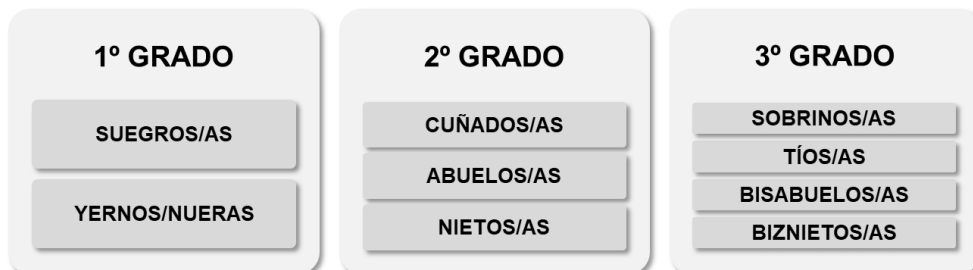 1º GRADO
SUEGROS/AS
YERNOS/NUERAS
2º GRADO
CUÑADOS/AS
ABUELOS/AS
NIETOS/AS
3º GRADO
SOBRINOS/AS
TÍOS/AS
BISABUELOS/AS
BIZNIETOS/AS